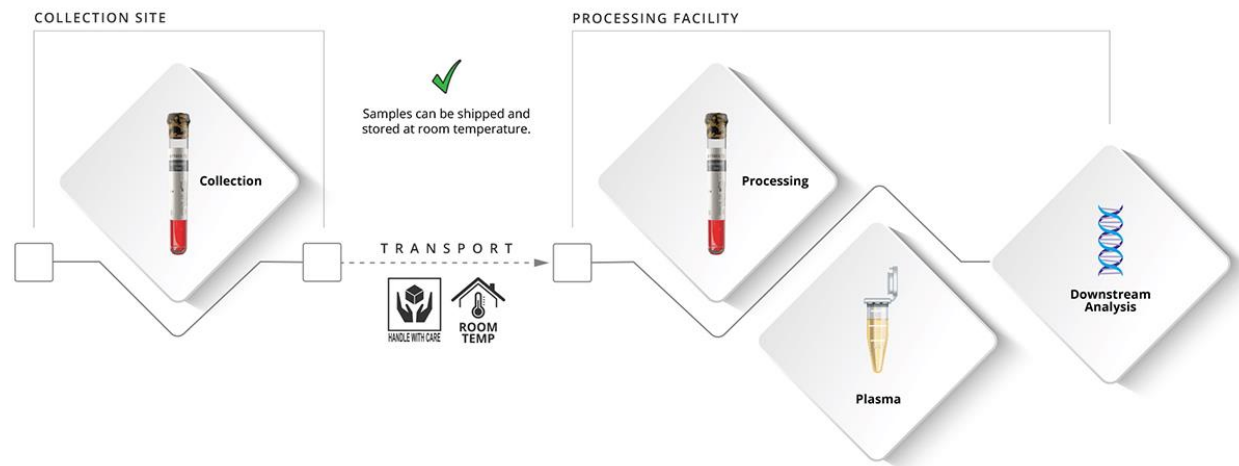 COLLECTION SITE
PROCESSING FACILITY
Samples can be shipped and
stored at room temperature.
Collection
Processing
TRANSPORT
HANDLE WITH CARE
ROOM
TEMP
Downstream
Analysis
Plasma